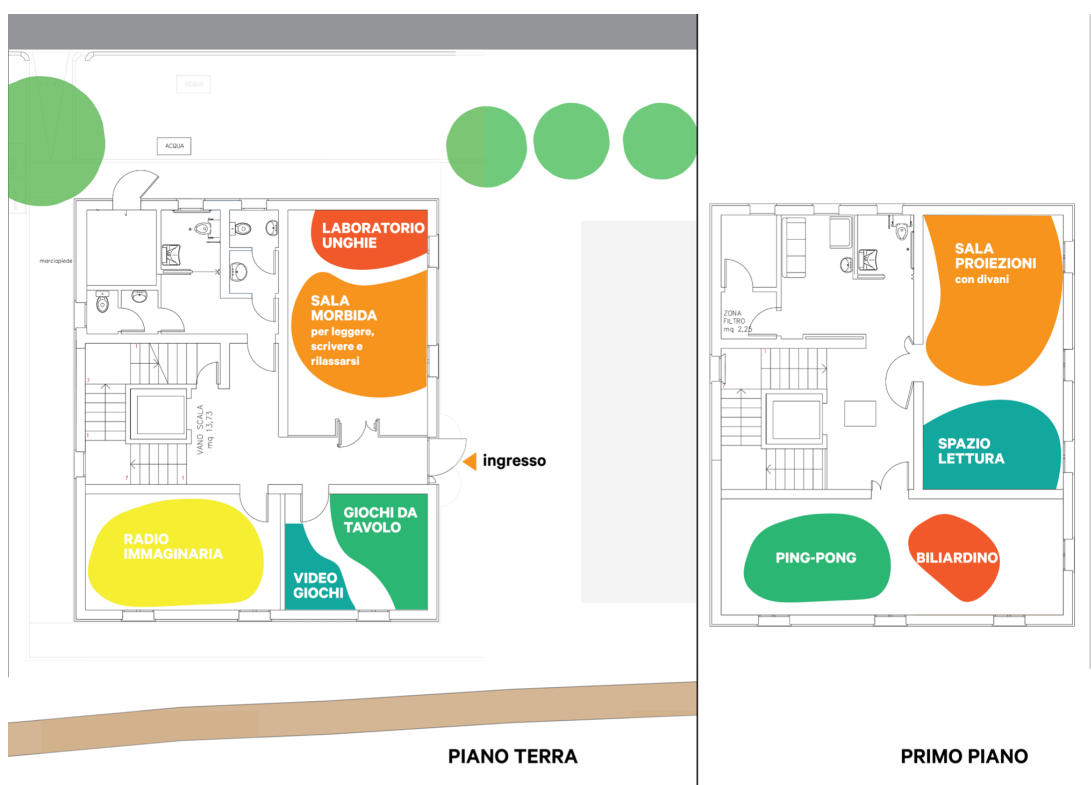 ACQUA
ACQUA
marciapiede
LABORATORIO
UNGHIE
SALA
MORBIDA
per leggere,
scrivere e
rilassarsi
VANO SCALA
mq 13,73
ingresso
RADIO
IMMAGINARIA
GIOCHI DA
TAVOLO
VIDEO
GIOCHI
PIANO TERRA
SALA
PROIEZIONI
con divani
ZONA
FILTRO
mq 2,25
SPAZIO
LETTURA
PING-PONG
BILIARDINO
PRIMO PIANO